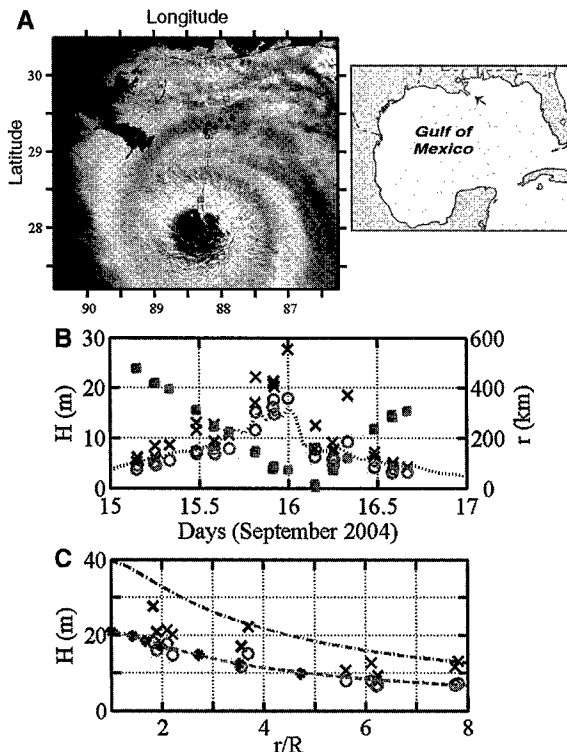 A
Longitude
Latitude
30
29
28
90
89
88
87
Gulf of
Mexico
B
H (m)
30
20
10
0
r (km)
600
400
200
0
15
15.5
16
16.5
17
Days (September 2004)
C
H (m)
40
20
0
2
4
6
8
r/R